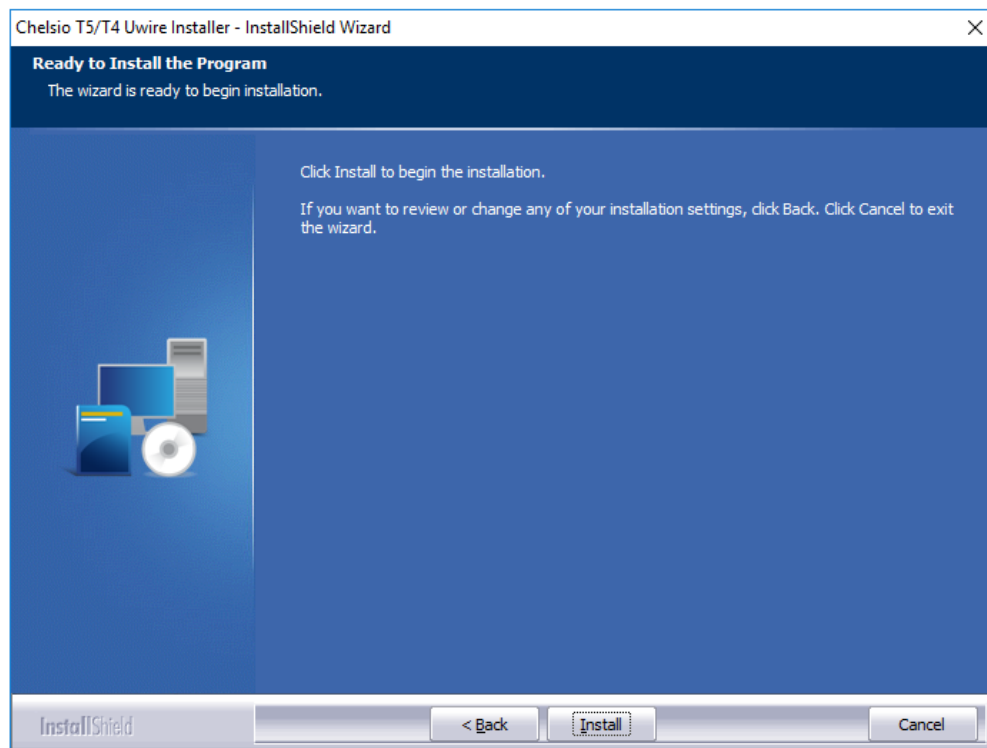 Chelsio T5/T4 Uwire Installer - InstallShield Wizard
Ready to Install the Program
The wizard is ready to begin installation.
Click Install to begin the installation.
If you want to review or change any of your installation settings, click Back. Click Cancel to exit
the wizard.
InstallShield
< Back
Install
Cancel